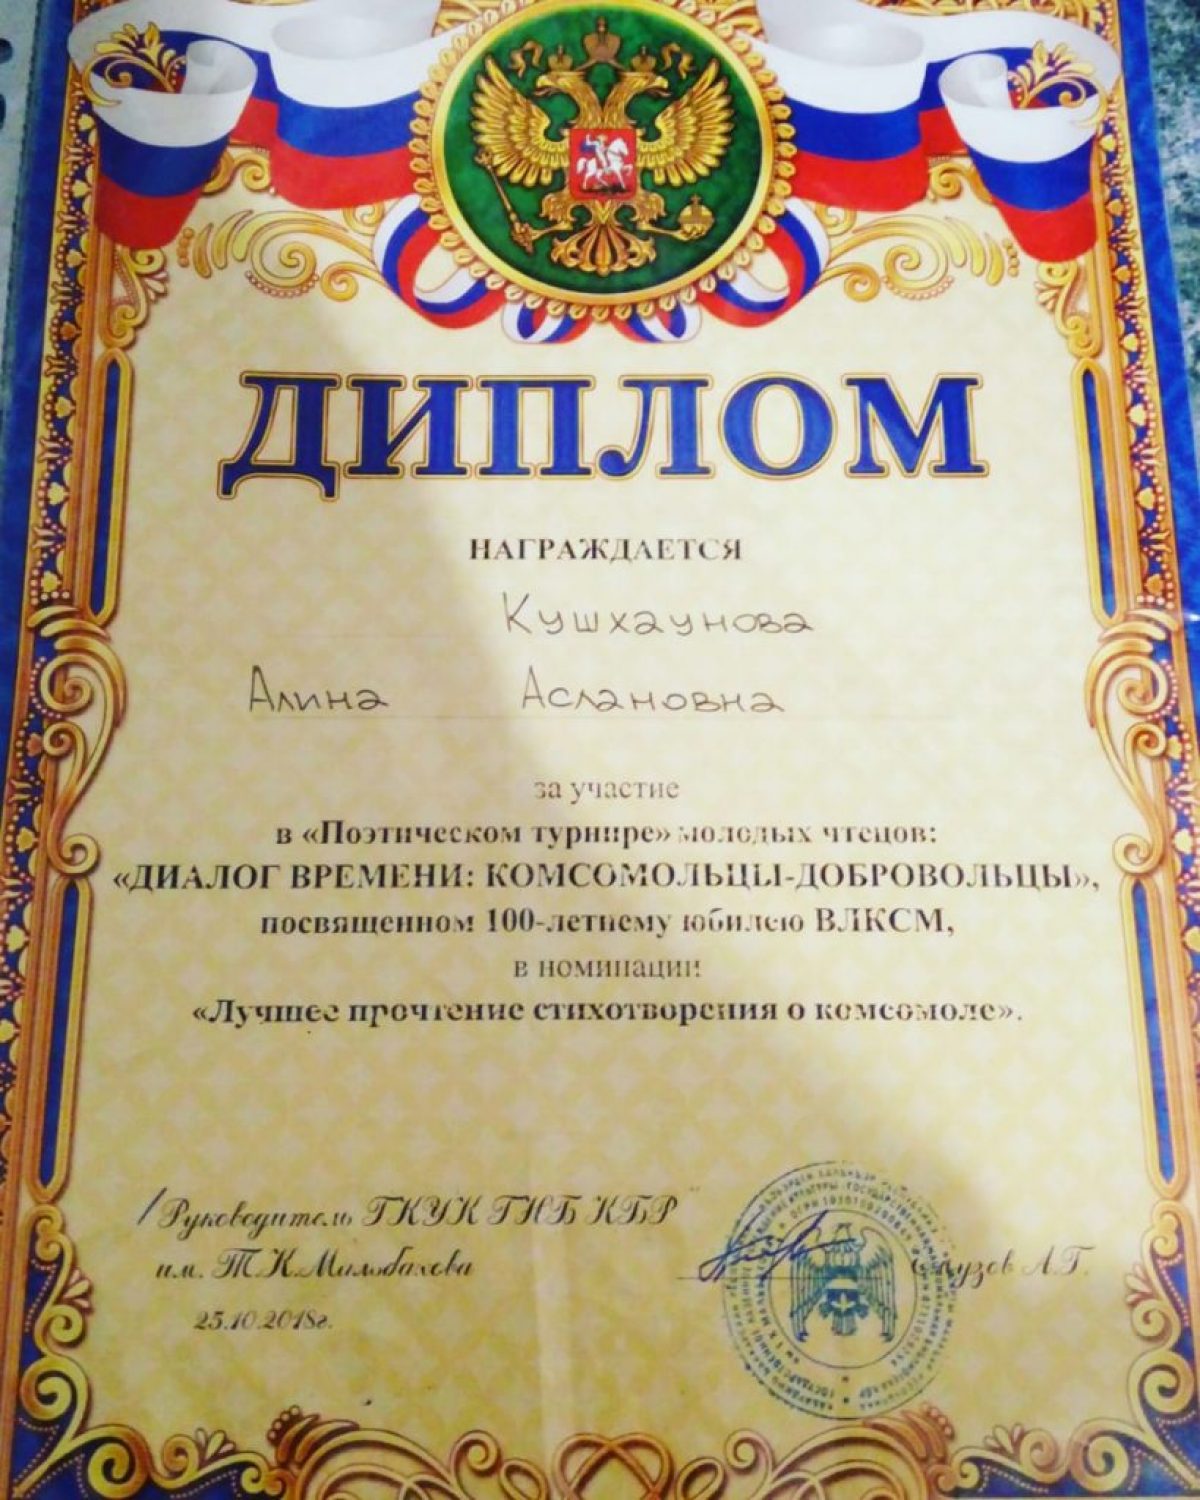 ДИПЛОМ
НАГРАЖДАЕТСЯ
Кушхаунова
Алина Аслановна
за участие
в «Поэтическом турнире» молодых чтецов:
«ДИАЛОГ ВРЕМЕНИ: КОМСОМОЛЬЦЫ-ДОБРОВОЛЬЦЫ»,
посвященном 100-летнему юбилею ВЛКСМ,
в номинации
«Лучшее прочтение стихотворения о комсомоле».
Руководитель ГКУК ГНБ КБР
им. Т.К.Мальбахова
А.Г.
25.10.2018г.